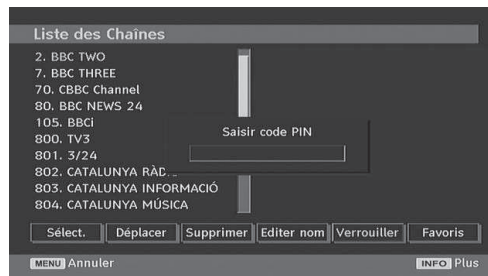 Liste des Chaînes
2. BBC TWO
7. BBC THREE
70. CBBC Channel
80. BBC NEWS 24
105. BBCi
800. TV3
801. 3/24
802. CATALUNYA
803. CATALUNYA INFORMACIÓ
804. CATALUNYA MÚSICA
Saisir code PIN
Sélect. Déplacer Supprimer Editer nom Verrouiller Favoris
MENU Annuler INFO Plus